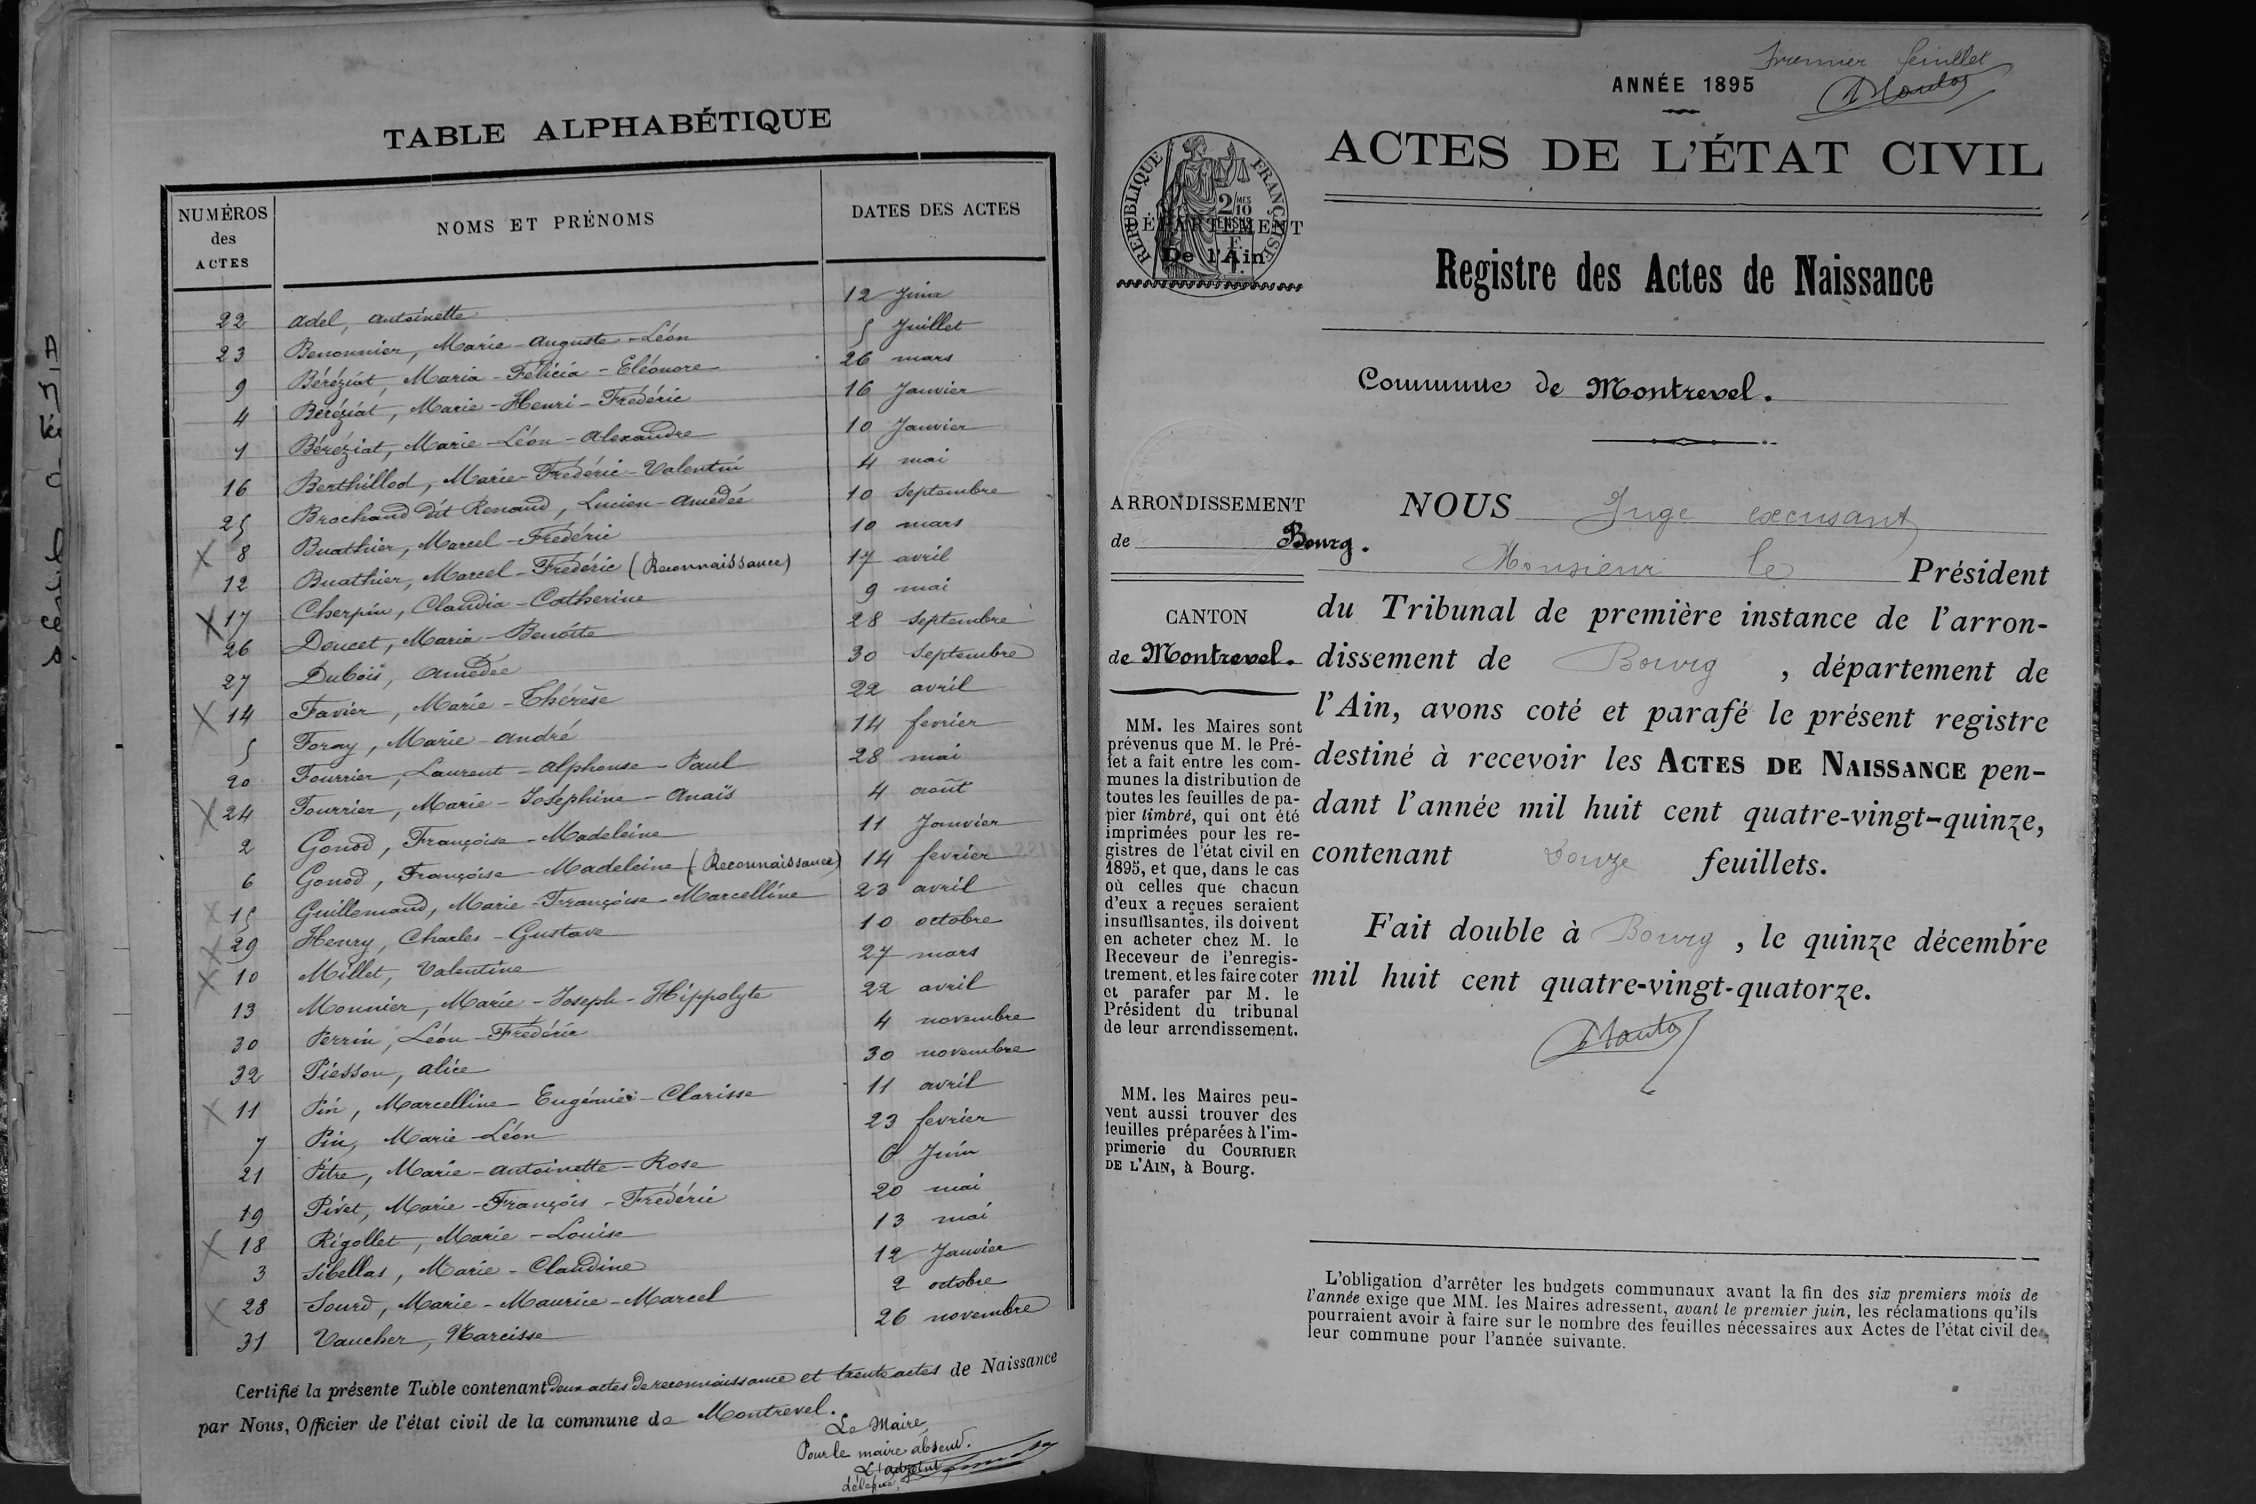 TABLE ALPHABÉTIQUE
NUMÉROS des ACTES NOMS ET PRÉNOMS DATES DES ACTES
22 Adel, Antoinette 12 Juin
23 Benonnier, Marie-Auguste-Léon 5 Juillet
9 Béréziat, Maria-Félicia-Eléonore 26 mars
4 Béréziat, Marie-Henri-Frédéric 16 Janvier
1 Béréziat, Marie-Léon-Alexandre 10 Janvier
16 Berthillod, Marie-Frédéric-Valentin 4 mai
25 Brochand dit Renaud, Lucien-Amédée 10 Septembre
X 8 Buathier, Marcel-Frédéric 10 mars
12 Buathier, Marcel-Frédéric (Reconnaissance) 17 avril
X 17 Cherpin, Claudia-Catherine 9 mai
26 Doucet, Maria-Benoîte 28 septembre
27 Dubois, Amédée 30 Septembre
X 14 Favier, Marie-Thérèse 22 avril
5 Foray, Marie-André 14 fevrier
20 Fourrier, Laurent-Alphonse-Paul 28 mai
X 24 Fourrier, Marie-Joséphine-Anaïs 4 août
2 Gonod, Françoise-Madeleine 11 Janvier
6 Gonod, Françoise-Madeleine (Reconnaissance) 14 fevrier
X 15 Guillemaud, Marie-Françoise-Marcelline 23 avril
X 29 Henry, Charles-Gustave 10 octobre
X 10 Millet, Valentine 27 mars
13 Monnier, Marie-Joseph-Hippolyte 22 avril
30 Perrin, Léon-Frédéric 4 novembre
32 Piesson, Alice 30 novembre
X 11 Pin, Marcelline-Eugénie-Clarisse 11 avril
7 Pin, Marie-Léon 23 fevrier
21 Pitre, Marie-Antoinette-Rose 6 Juin
19 Pivet, Marie-François-Frédéric 20 mai
X 18 Rigollet, Marie-Louise 13 mai
3 Sibellas, Marie-Claudine 12 Janvier
X 28 Sourd, Marie-Maurice-Marcel 2 octobre
31 Vaucher, Narcisse 26 novembre
Certifié la présente Table contenant deux actes de reconnaissance et trente actes de Naissance
par Nous, Officier de l'état civil de la commune de Montrevel.
Le Maire,
Pour le maire absent.
L'adjoint
délégué,
Premier feuillet
ANNÉE 1895
ACTES DE L'ÉTAT CIVIL
RÉPUBLIQUE FRANÇAISE
2/10 MES
EN SUS
DÉPARTEMENT
De l'Ain
Registre des Actes de Naissance
Commune de Montrevel.
ARRONDISSEMENT
de Bourg.
CANTON
de Montrevel.
MM. les Maires sont
prévenus que M. le Pré-
fet a fait entre les com-
munes la distribution de
toutes les feuilles de pa-
pier timbré, qui ont été
imprimées pour les re-
gistres de l'état civil en
1895, et que, dans le cas
où celles que chacun
d'eux a reçues seraient
insuffisantes, ils doivent
en acheter chez M. le
Receveur de l'enregis-
trement, et les faire coter
et parafer par M. le
Président du tribunal
de leur arrondissement.
MM. les Maires peu-
vent aussi trouver des
feuilles préparées à l'im-
primerie du COURRIER
DE L'AIN, à Bourg.
NOUS Juge excusant
Monsieur le Président
du Tribunal de première instance de l'arron-
dissement de Bourg , département de
l'Ain, avons coté et parafé le présent registre
destiné à recevoir les ACTES DE NAISSANCE pen-
dant l'année mil huit cent quatre-vingt-quinze,
contenant Douze feuillets.
Fait double à Bourg , le quinze décembre
mil huit cent quatre-vingt-quatorze.
L'obligation d'arrêter les budgets communaux avant la fin des six premiers mois de
l'année exige que MM. les Maires adressent, avant le premier juin, les réclamations qu'ils
pourraient avoir à faire sur le nombre des feuilles nécessaires aux Actes de l'état civil de
leur commune pour l'année suivante.